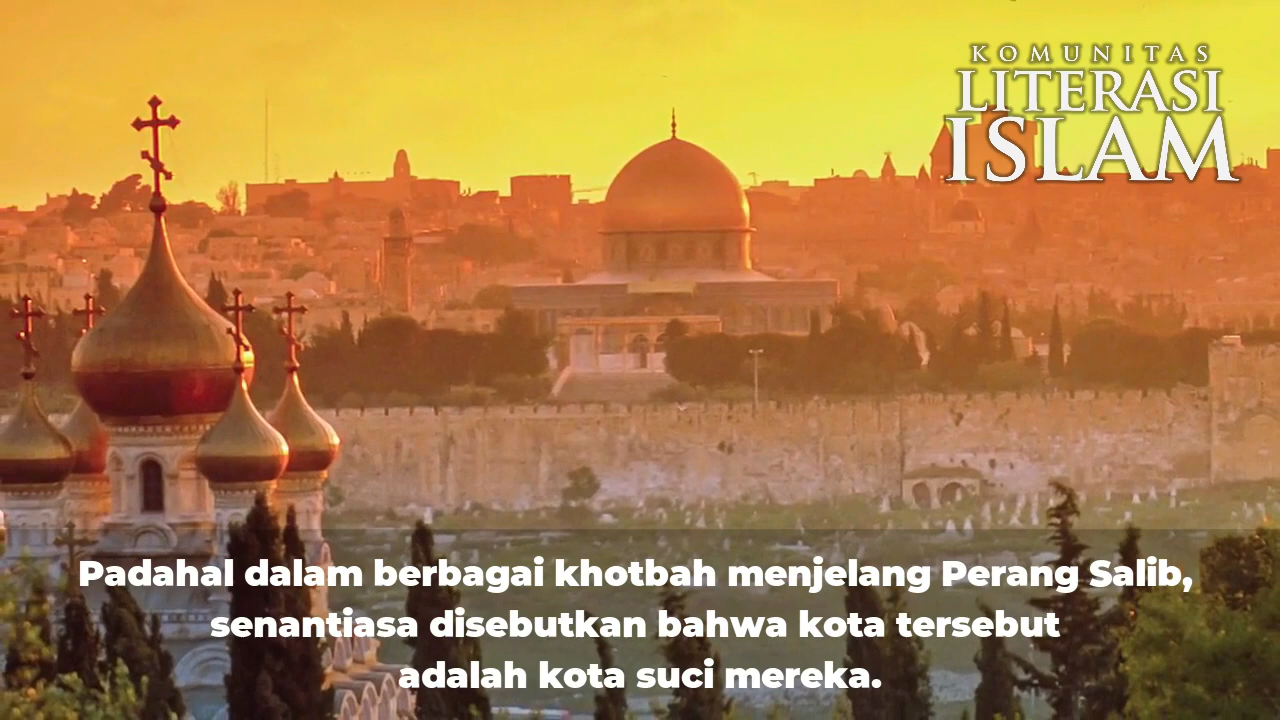 KOMUNITAS
LITERASI
ISLAM
Padahal dalam berbagai khotbah menjelang Perang Salib,
senantiasa disebutkan bahwa kota tersebut
adalah kota suci mereka.